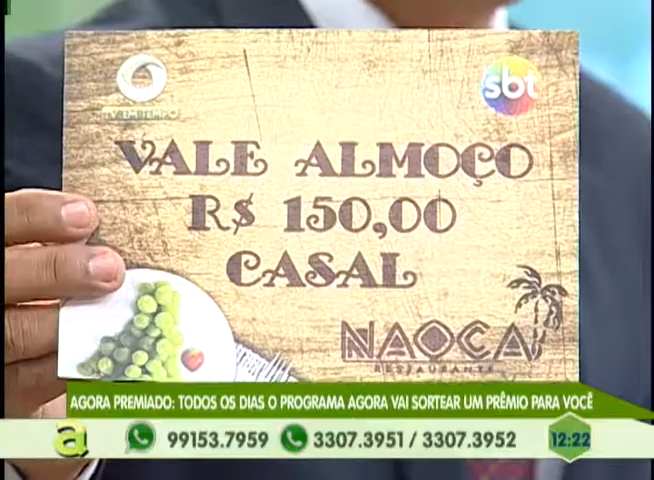 TV EM TEMPO
sbt
VALE ALMOÇO
R$ 150,00
CASAL
NAOCA
RESTAURANTE
AGORA PREMIADO: TODOS OS DIAS O PROGRAMA AGORA VAI SORTEAR UM PRÊMIO PARA VOCÊ
a 99153.7959 3307.3951 / 3307.3952 12:22